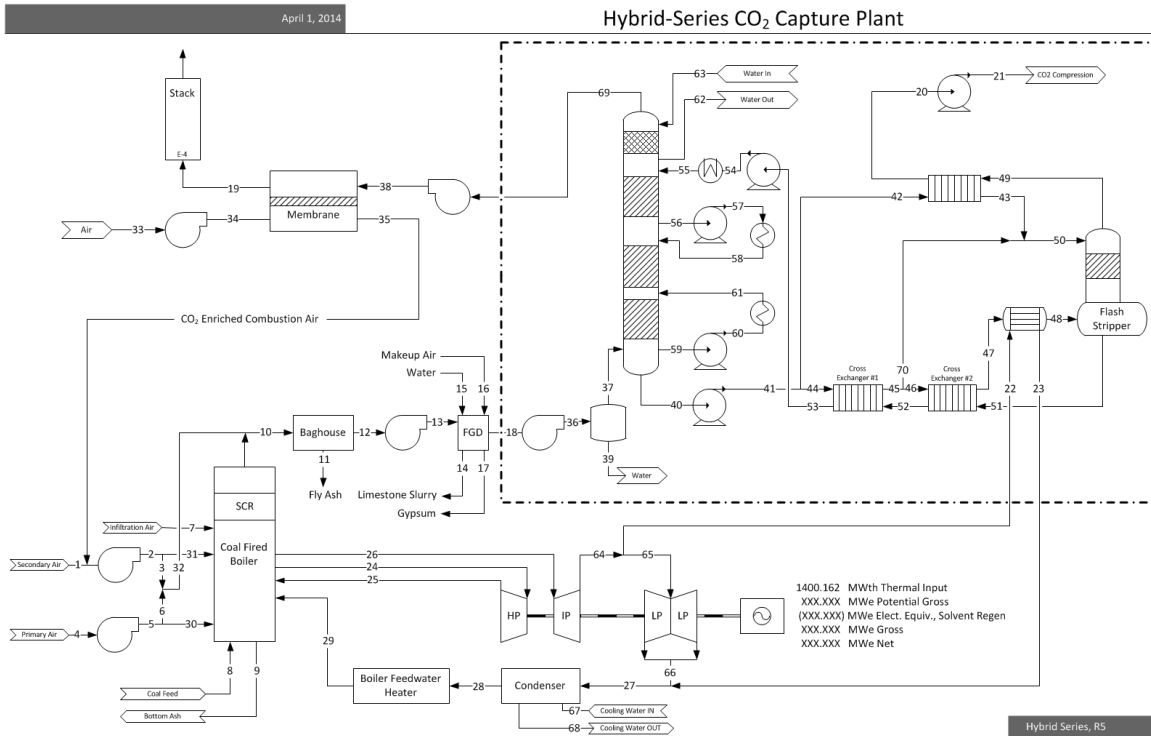 April 1, 2014
Hybrid-Series CO₂ Capture Plant
63
Water In
62
Water Out
69
21
CO2 Compression
20
Stack
E-4
55
54
49
42
43
19
38
Membrane
34
35
Air
33
56
57
58
50
61
60
59
CO₂ Enriched Combustion Air
Flash
Stripper
48
47
70
22
23
Makeup Air
Water
15
16
37
Cross
Exchanger #1
Cross
Exchanger #2
41
44
45
46
40
53
52
51
10
Baghouse
12
13
FGD
18
36
11
14
17
39
Water
Fly Ash
Limestone Slurry
Gypsum
SCR
Infiltration Air
7
Coal Fired
Boiler
Secondary Air
1
2
31
3
32
6
Primary Air
4
5
30
26
24
25
64
65
HP
IP
LP
LP
1400.162 MWth Thermal Input
XXX.XXX MWe Potential Gross
(XXX.XXX) MWe Elect. Equiv., Solvent Regen
XXX.XXX MWe Gross
XXX.XXX MWe Net
29
8
9
Coal Feed
Bottom Ash
Boiler Feedwater
Heater
28
Condenser
27
66
67
Cooling Water IN
68
Cooling Water OUT
Hybrid Series, R5